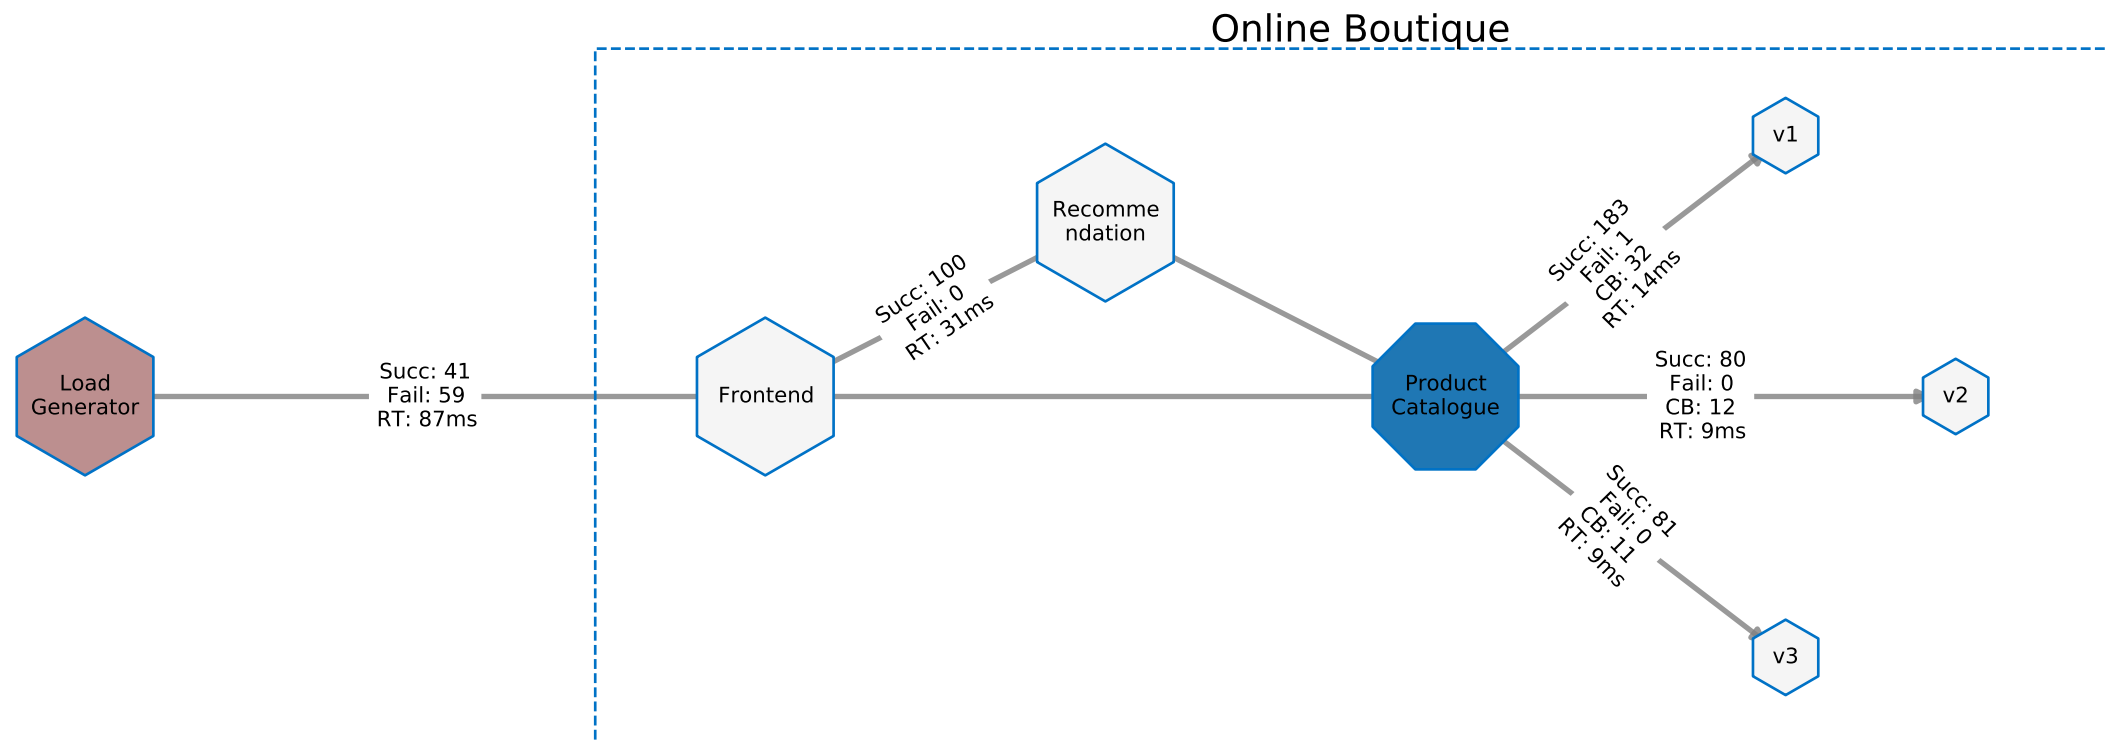 Online Boutique
v1
Recomme
ndation
Succ: 183
Fail: 1
CB: 32
RT: 14ms
Succ: 100
Fail: 0
RT: 31ms
Load
Generator
Succ: 41
Fail: 59
RT: 87ms
Frontend
Product
Catalogue
Succ: 80
Fail: 0
CB: 12
RT: 9ms
v2
Succ: 81
Fail: 0
CB: 11
RT: 9ms
v3